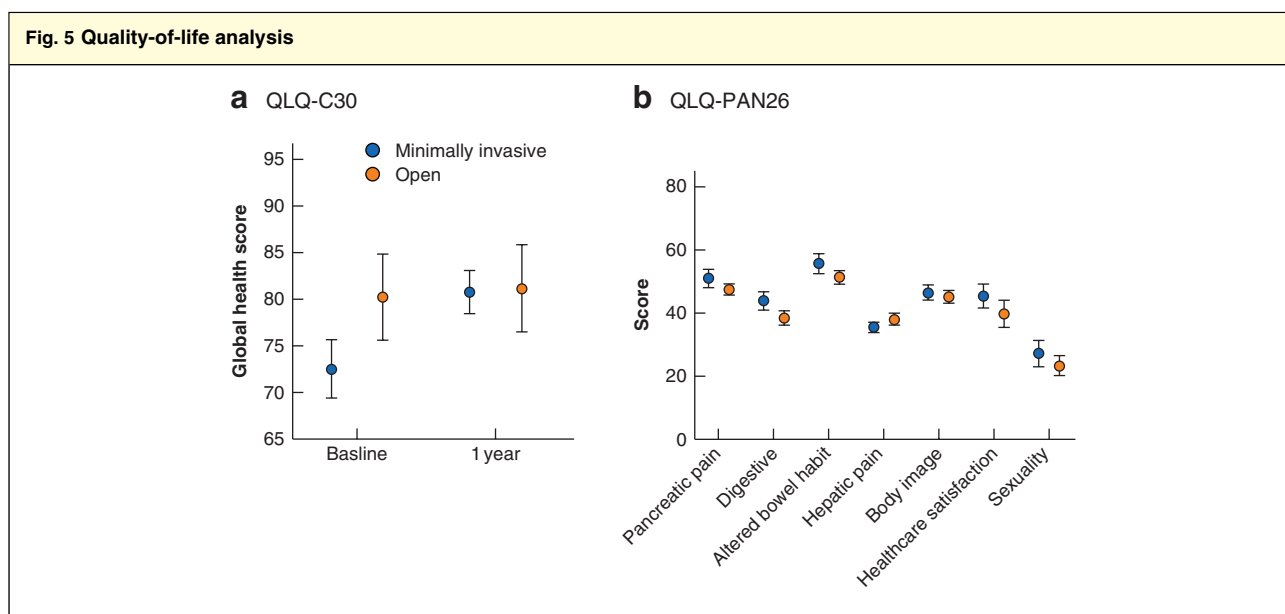 Fig. 5 Quality-of-life analysis
a QLQ-C30
Minimally invasive
Open
Global health score
95
90
85
80
75
70
65
Basline
1 year
b QLQ-PAN26
Score
80
60
40
20
0
Pancreatic pain
Digestive
Altered bowel habit
Hepatic pain
Body image
Healthcare satisfaction
Sexuality